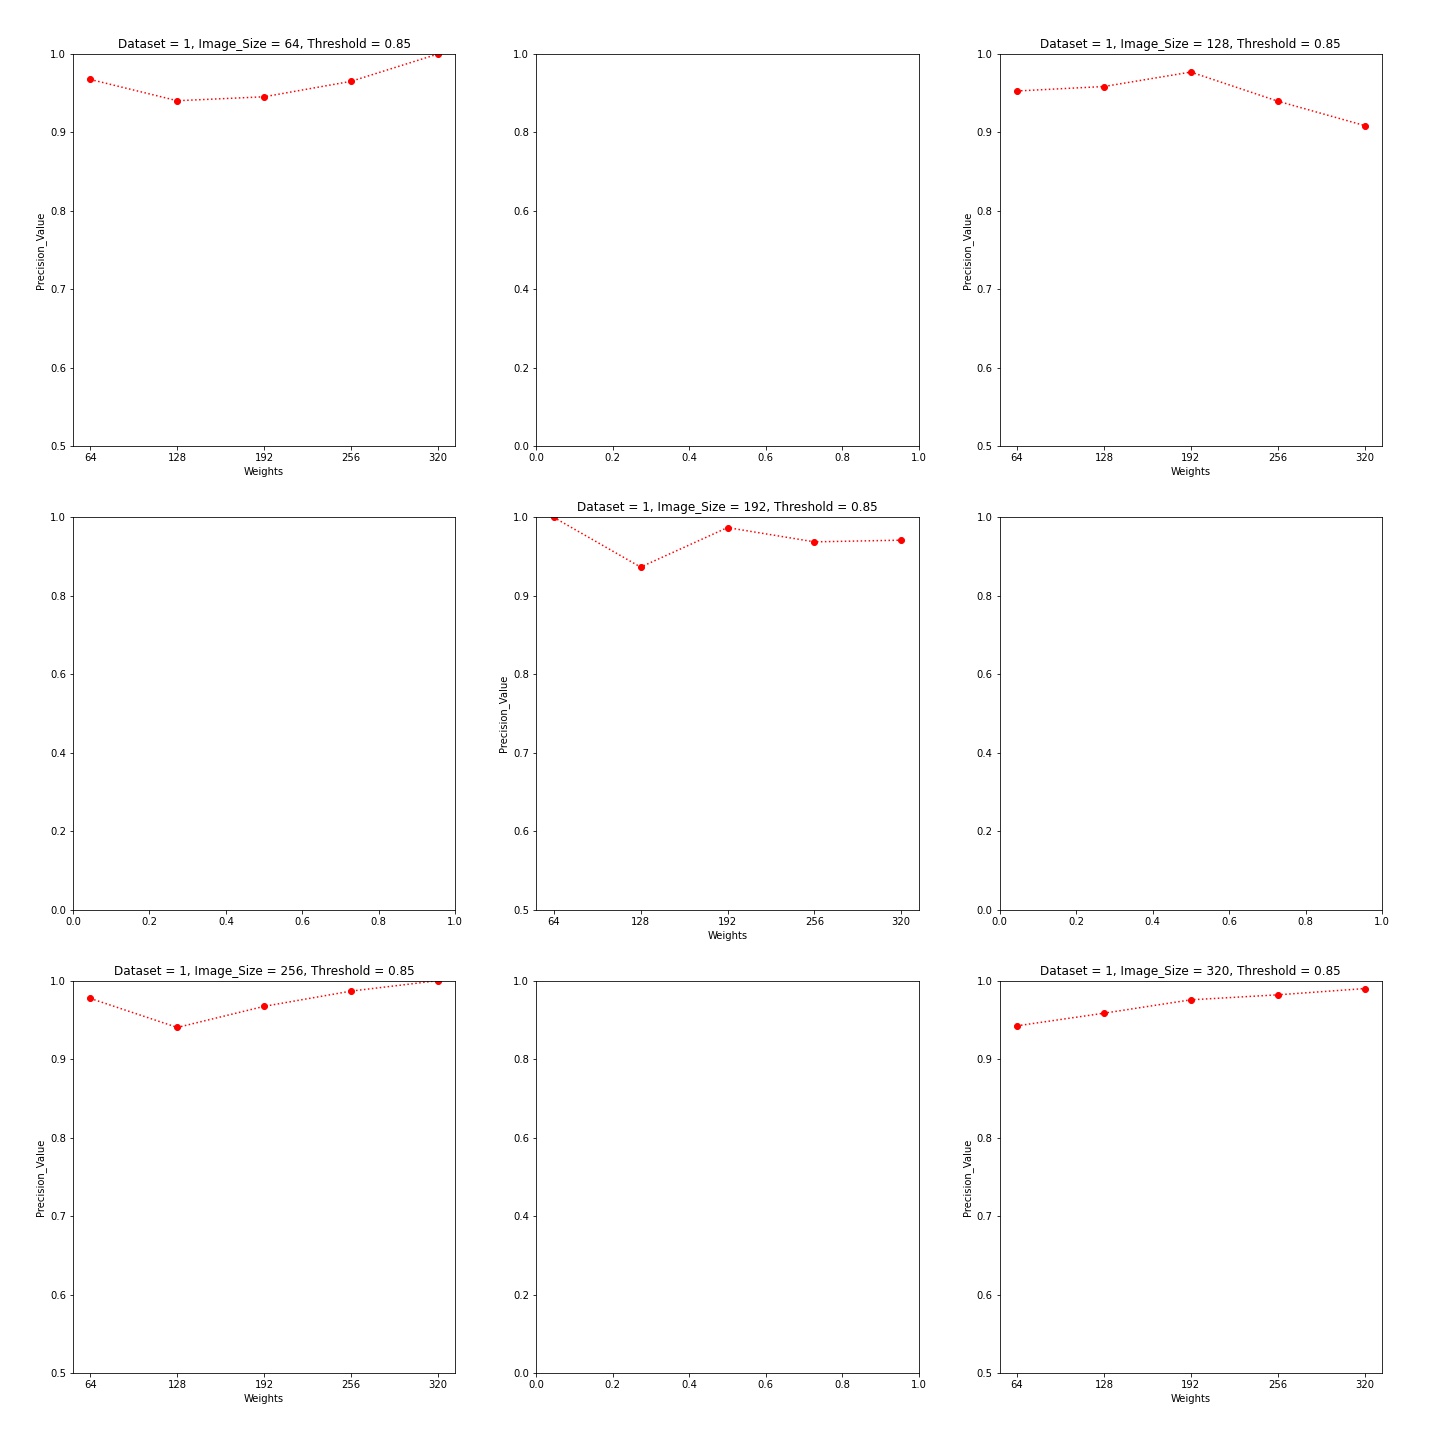 Dataset = 1, Image_Size = 64, Threshold = 0.85
1.0
0.9
0.8
0.7
0.6
0.5
Precision_Value
64 128 192 256 320
Weights
1.0
0.8
0.6
0.4
0.2
0.0
0.0 0.2 0.4 0.6 0.8 1.0
Dataset = 1, Image_Size = 128, Threshold = 0.85
1.0
0.9
0.8
0.7
0.6
0.5
Precision_Value
64 128 192 256 320
Weights
1.0
0.8
0.6
0.4
0.2
0.0
0.0 0.2 0.4 0.6 0.8 1.0
Dataset = 1, Image_Size = 192, Threshold = 0.85
1.0
0.9
0.8
0.7
0.6
0.5
Precision_Value
64 128 192 256 320
Weights
1.0
0.8
0.6
0.4
0.2
0.0
0.0 0.2 0.4 0.6 0.8 1.0
Dataset = 1, Image_Size = 256, Threshold = 0.85
1.0
0.9
0.8
0.7
0.6
0.5
Precision_Value
64 128 192 256 320
Weights
1.0
0.8
0.6
0.4
0.2
0.0
0.0 0.2 0.4 0.6 0.8 1.0
Dataset = 1, Image_Size = 320, Threshold = 0.85
1.0
0.9
0.8
0.7
0.6
0.5
Precision_Value
64 128 192 256 320
Weights